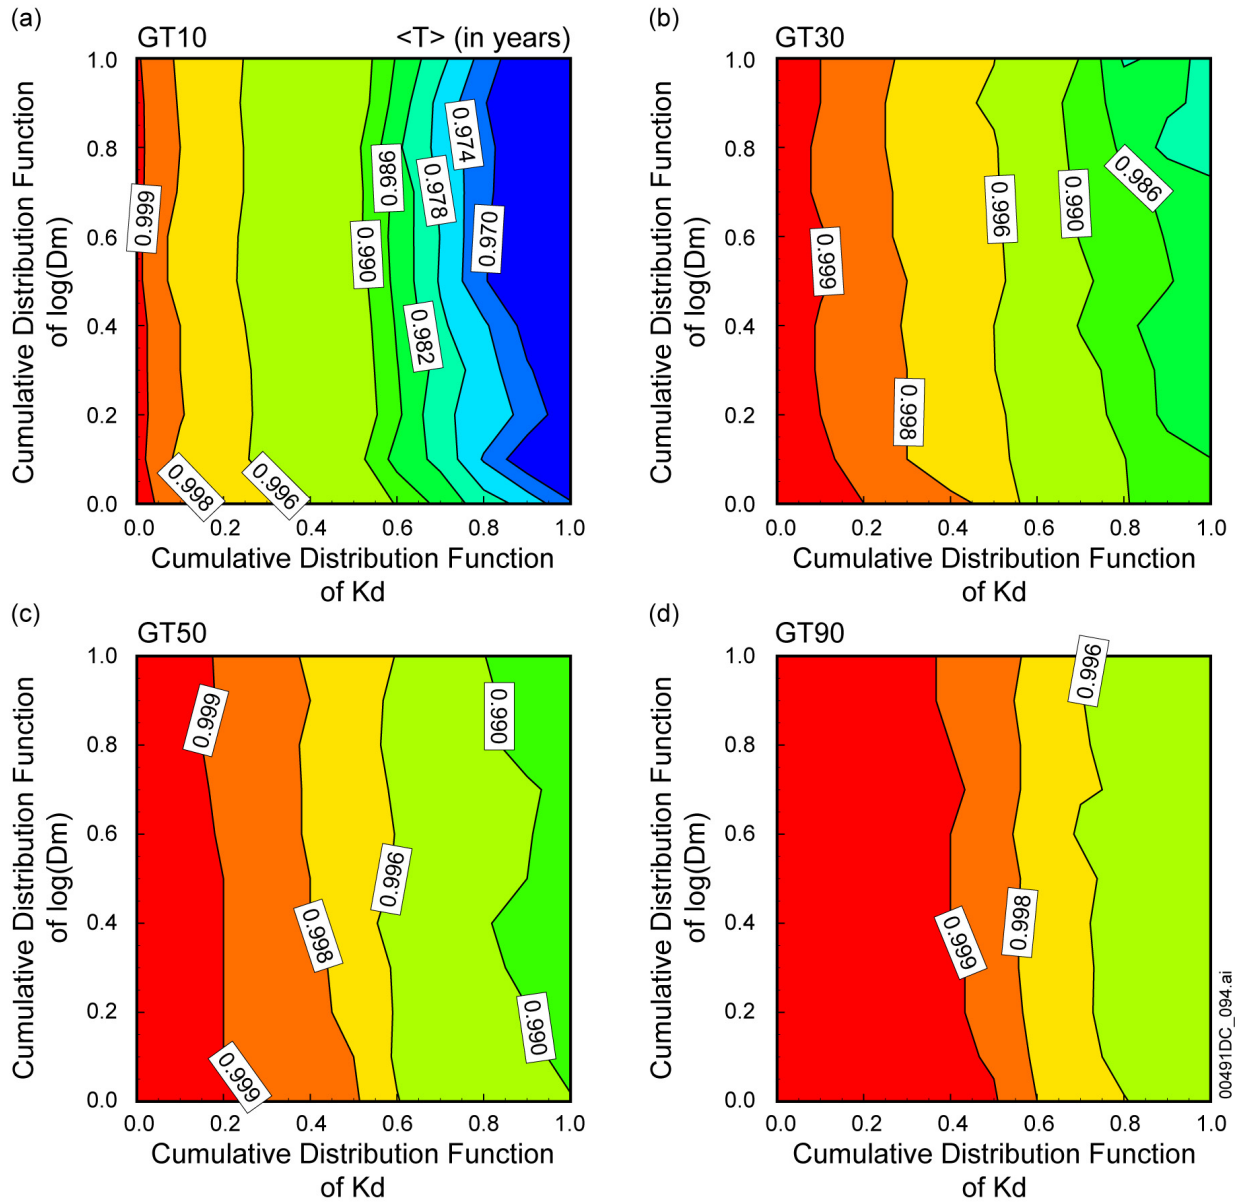 (a)
GT10 <T> (in years)
Cumulative Distribution Function
of log(Dm)
1.0
0.8
0.6
0.4
0.2
0.0
0.999
0.998
0.996
0.990
0.986
0.982
0.978
0.974
0.970
0.0 0.2 0.4 0.6 0.8 1.0
Cumulative Distribution Function
of Kd
(b)
GT30
Cumulative Distribution Function
of log(Dm)
1.0
0.8
0.6
0.4
0.2
0.0
0.999
0.998
0.996
0.990
0.986
0.0 0.2 0.4 0.6 0.8 1.0
Cumulative Distribution Function
of Kd
(c)
GT50
Cumulative Distribution Function
of log(Dm)
1.0
0.8
0.6
0.4
0.2
0.0
0.999
0.999
0.998
0.996
0.990
0.990
0.0 0.2 0.4 0.6 0.8 1.0
Cumulative Distribution Function
of Kd
(d)
GT90
Cumulative Distribution Function
of log(Dm)
1.0
0.8
0.6
0.4
0.2
0.0
0.999
0.998
0.996
0.0 0.2 0.4 0.6 0.8 1.0
Cumulative Distribution Function
of Kd
00491DC_094.ai